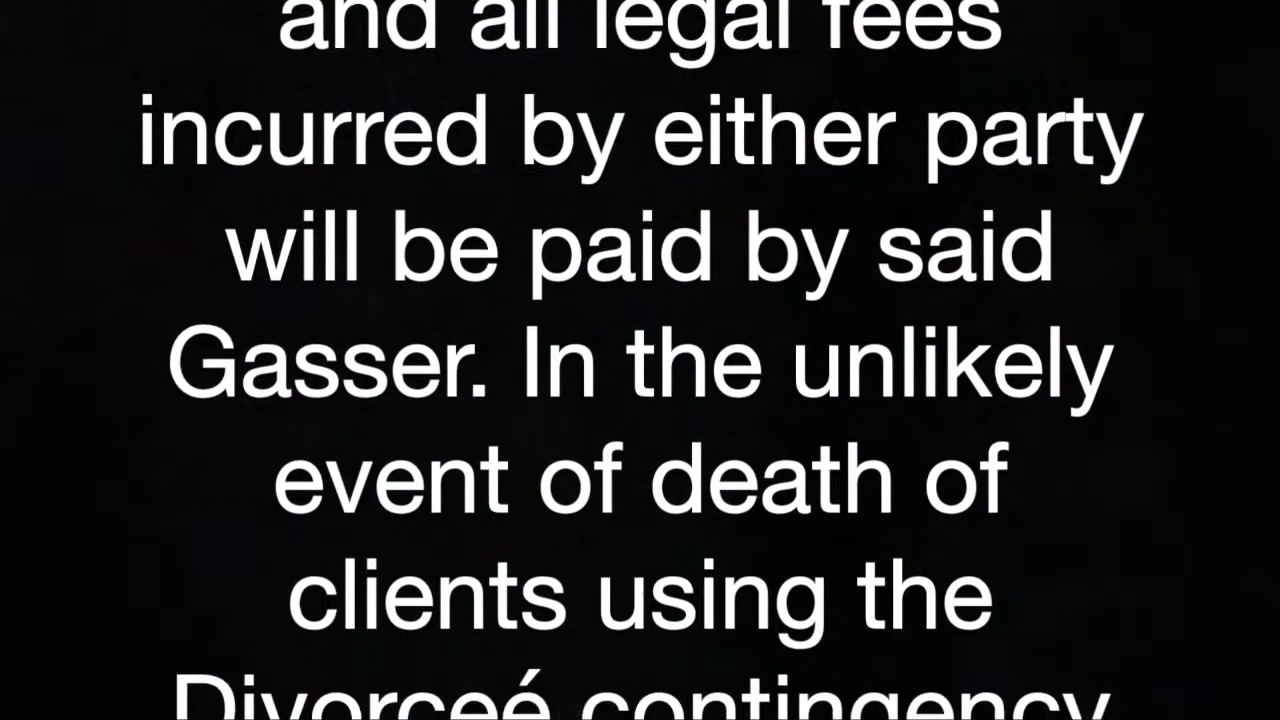 and all legal fees
incurred by either party
will be paid by said
Gasser. In the unlikely
event of death of
clients using the
Divorceé contingency